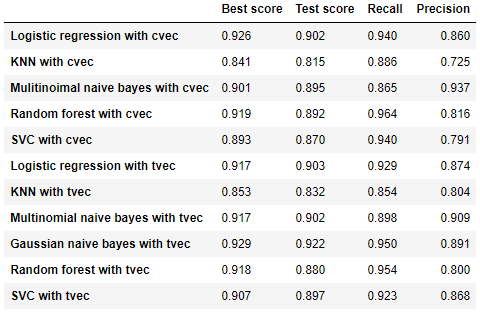 Best score Test score Recall Precision
Logistic regression with cvec 0.926 0.902 0.940 0.860
KNN with cvec 0.841 0.815 0.886 0.725
Mulitinoimal naive bayes with cvec 0.901 0.895 0.865 0.937
Random forest with cvec 0.919 0.892 0.964 0.816
SVC with cvec 0.893 0.870 0.940 0.791
Logistic regression with tvec 0.917 0.903 0.929 0.874
KNN with tvec 0.853 0.832 0.854 0.804
Multinomial naive bayes with tvec 0.917 0.902 0.898 0.909
Gaussian naive bayes with tvec 0.929 0.922 0.950 0.891
Random forest with tvec 0.918 0.880 0.954 0.800
SVC with tvec 0.907 0.897 0.923 0.868